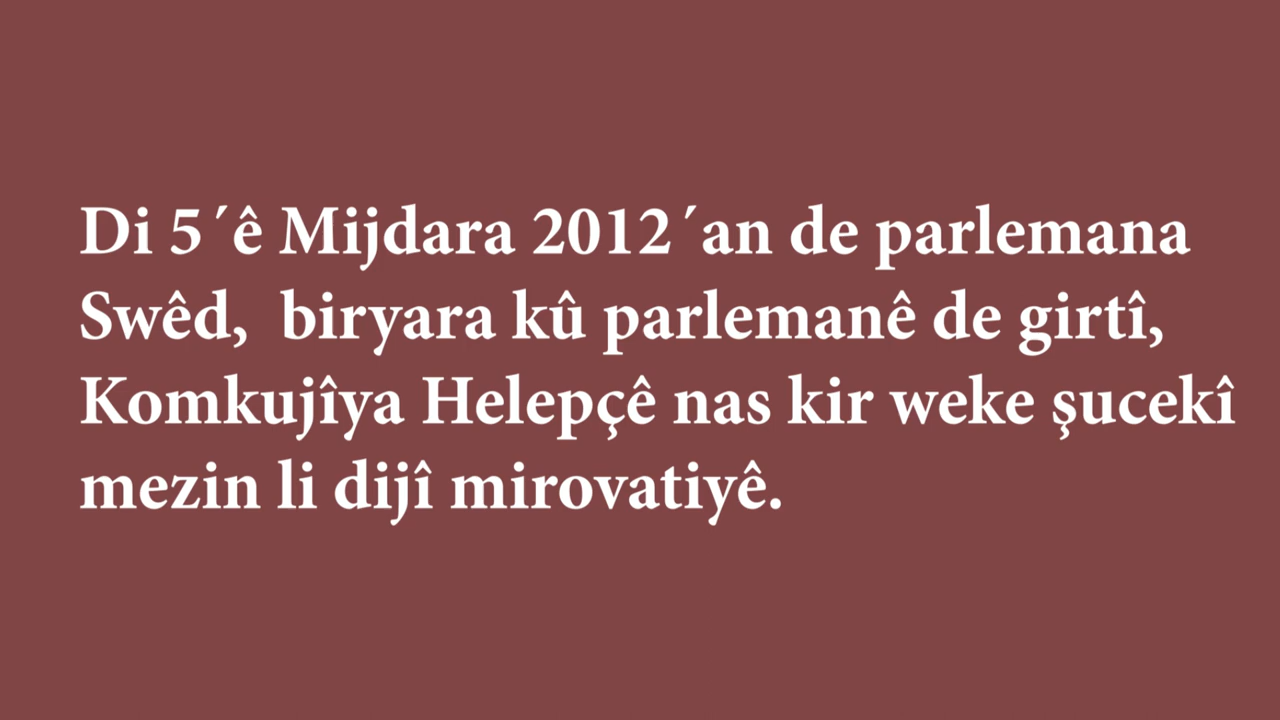 Di 5´ê Mijdara 2012´an de parlemana
Swêd,  biryara kû parlemanê de girtî,
Komkujîya Helepçê nas kir weke şucekî
mezin li dijî mirovatiyê.